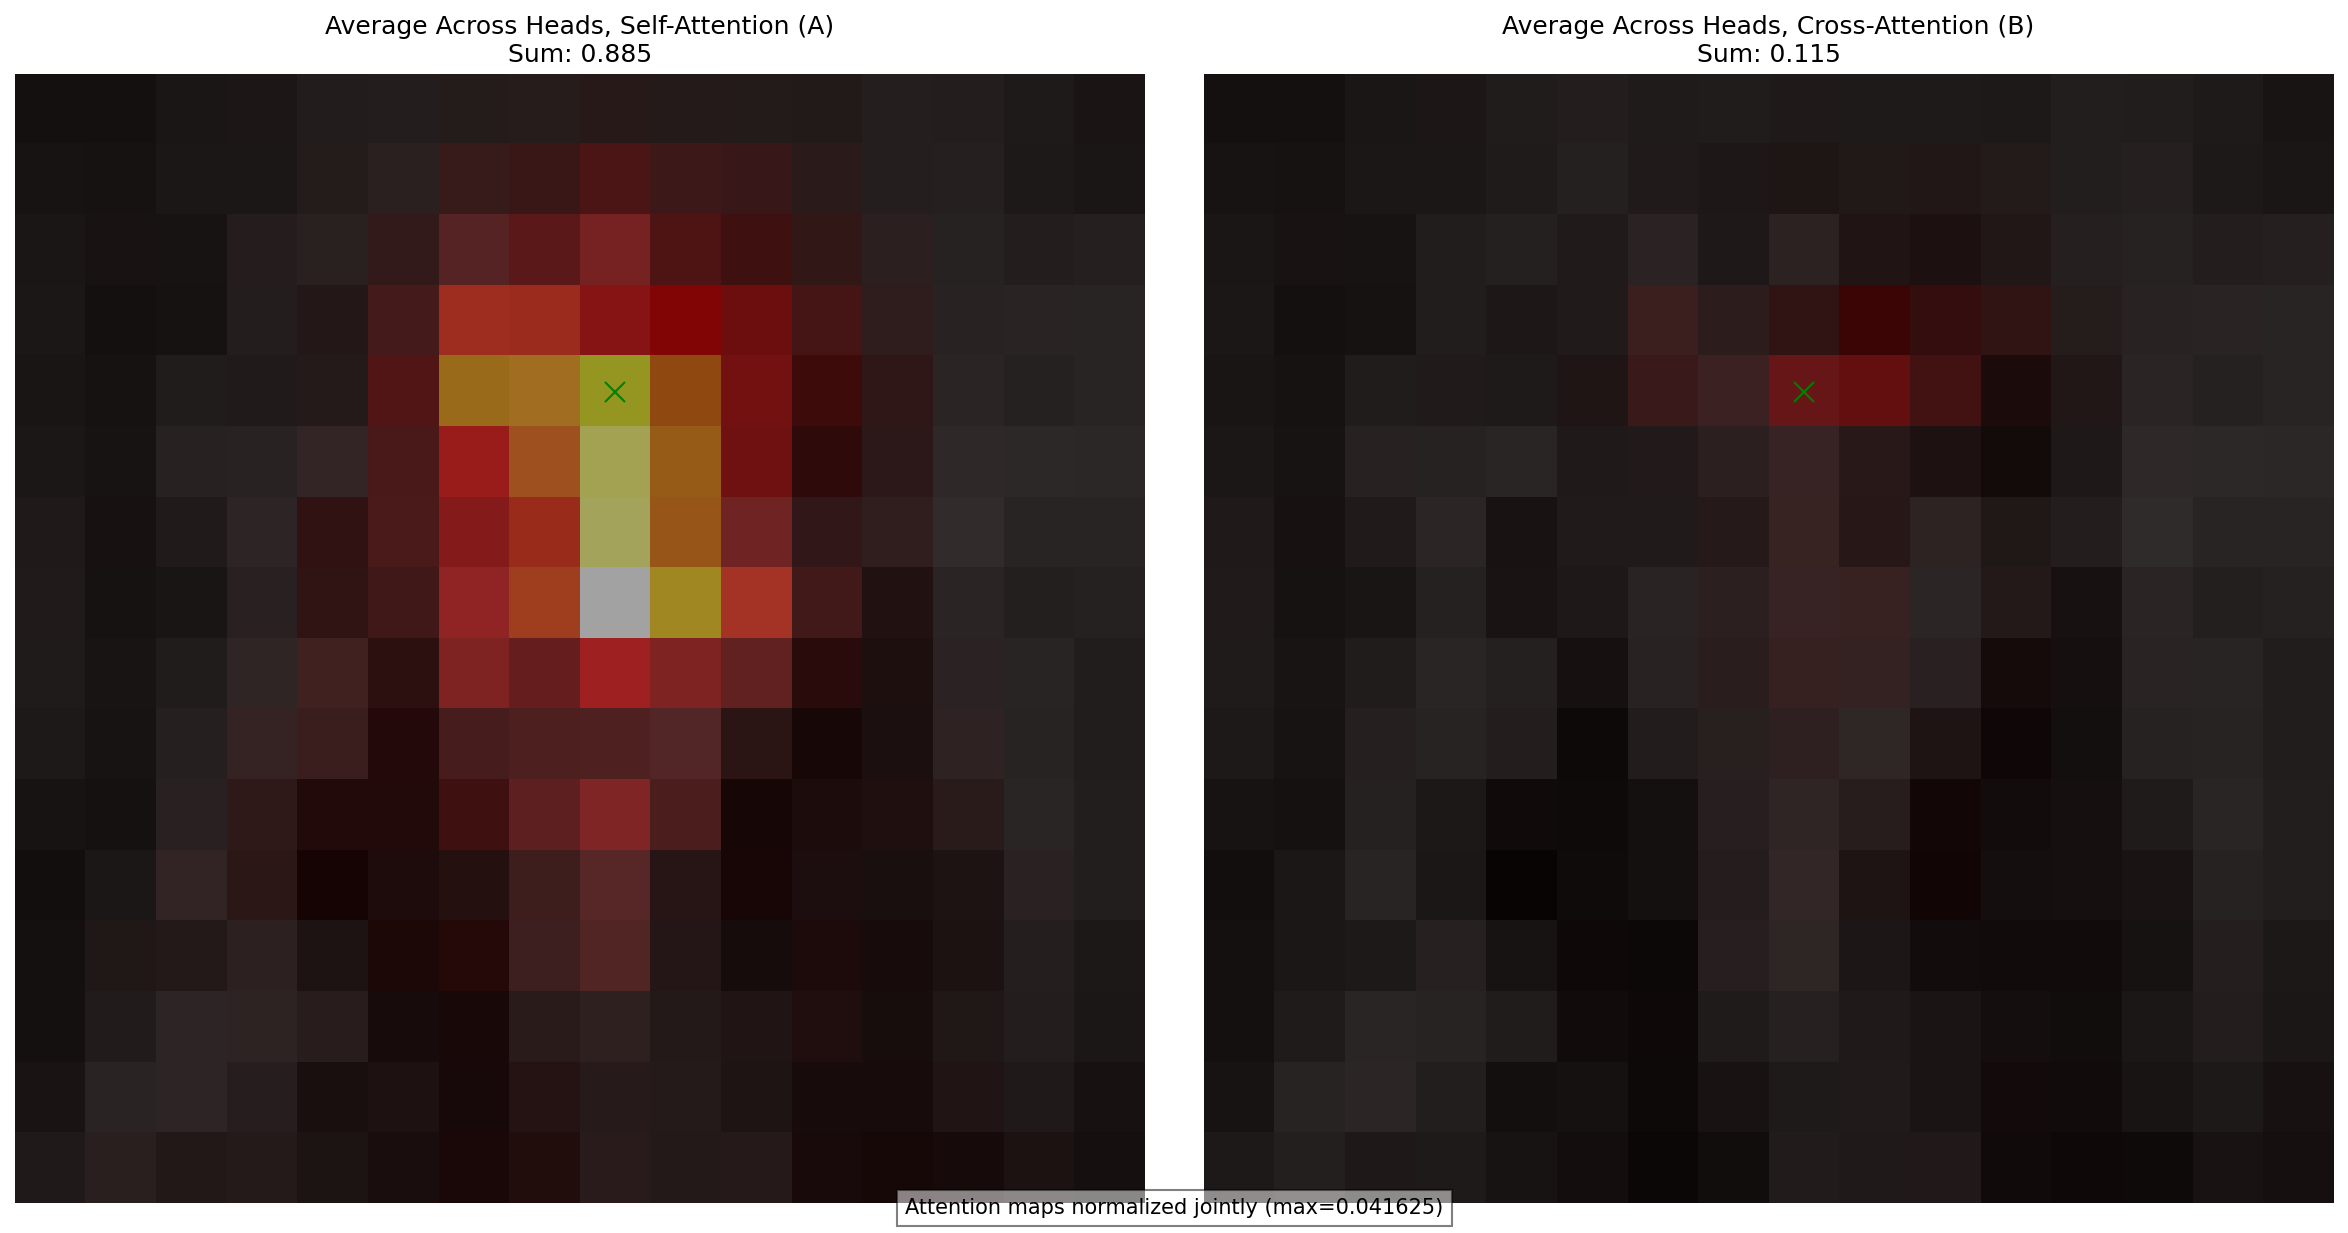 Average Across Heads, Self-Attention (A)
Sum: 0.885
Average Across Heads, Cross-Attention (B)
Sum: 0.115
Attention maps normalized jointly (max=0.041625)